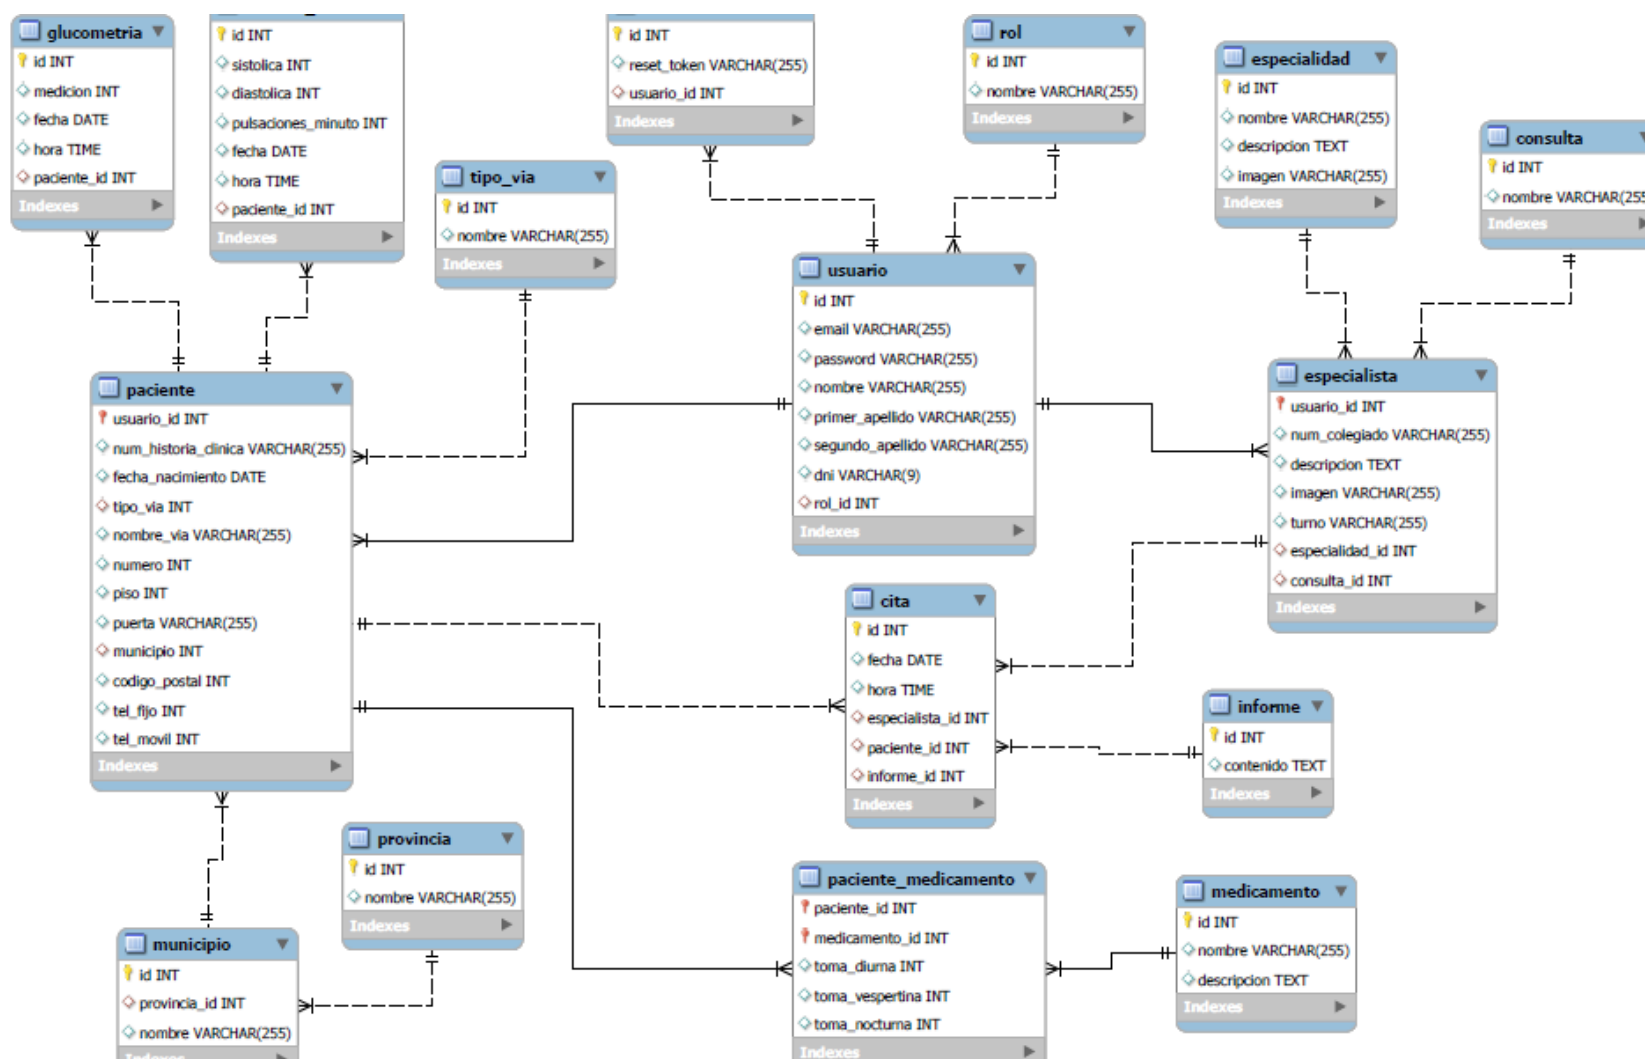 glucometria
id INT
medicion INT
fecha DATE
hora TIME
paciente_id INT
Indexes
id INT
sistolica INT
diastolica INT
pulsaciones_minuto INT
fecha DATE
hora TIME
paciente_id INT
Indexes
tipo_via
id INT
nombre VARCHAR(255)
Indexes
id INT
reset_token VARCHAR(255)
usuario_id INT
Indexes
rol
id INT
nombre VARCHAR(255)
Indexes
especialidad
id INT
nombre VARCHAR(255)
descripcion TEXT
imagen VARCHAR(255)
Indexes
consulta
id INT
nombre VARCHAR(255
Indexes
usuario
id INT
email VARCHAR(255)
password VARCHAR(255)
nombre VARCHAR(255)
primer_apellido VARCHAR(255)
segundo_apellido VARCHAR(255)
dni VARCHAR(9)
rol_id INT
Indexes
paciente
usuario_id INT
num_historia_clinica VARCHAR(255)
fecha_nacimiento DATE
tipo_via INT
nombre_via VARCHAR(255)
numero INT
piso INT
puerta VARCHAR(255)
municipio INT
codigo_postal INT
tel_fijo INT
tel_movil INT
Indexes
especialista
usuario_id INT
num_colegiado VARCHAR(255)
descripcion TEXT
imagen VARCHAR(255)
turno VARCHAR(255)
especialidad_id INT
consulta_id INT
Indexes
cita
id INT
fecha DATE
hora TIME
especialista_id INT
paciente_id INT
informe_id INT
Indexes
informe
id INT
contenido TEXT
Indexes
provincia
id INT
nombre VARCHAR(255)
Indexes
municipio
id INT
provincia_id INT
nombre VARCHAR(255)
Indexes
paciente_medicamento
paciente_id INT
medicamento_id INT
toma_diurna INT
toma_vespertina INT
toma_nocturna INT
Indexes
medicamento
id INT
nombre VARCHAR(255)
descripcion TEXT
Indexes